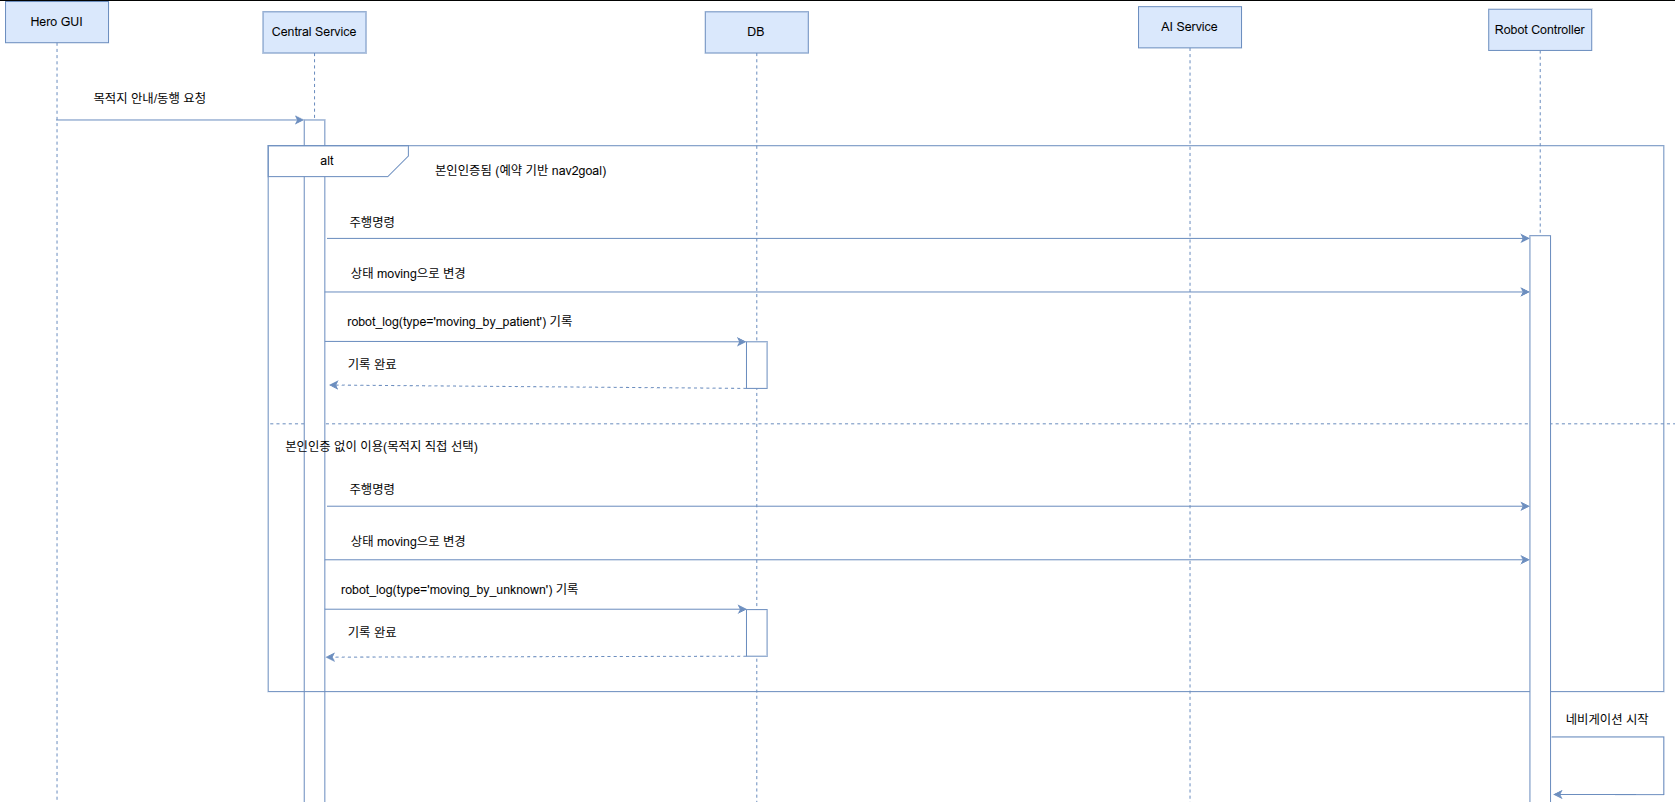 Hero GUI
Central Service
DB
AI Service
Robot Controller
목적지 안내/동행 요청
alt
본인인증됨 (예약 기반 nav2goal)
주행명령
상태 moving으로 변경
robot_log(type='moving_by_patient') 기록
기록 완료
본인인증 없이 이용(목적지 직접 선택)
주행명령
상태 moving으로 변경
robot_log(type='moving_by_unknown') 기록
기록 완료
네비게이션 시작